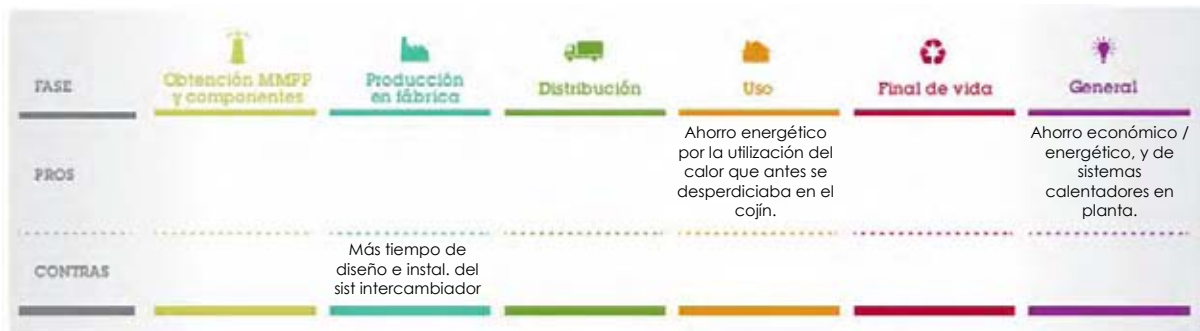 FASE
Obtención MMPP
y componentes
Producción
en fábrica
Distribución
Uso
Final de vida
General
PROS
Ahorro energético
por la utilización del
calor que antes se
desperdiciaba en el
cojín.
Ahorro económico /
energético, y de
sistemas
calentadores en
planta.
CONTRAS
Más tiempo de
diseño e instal. del
sist intercambiador